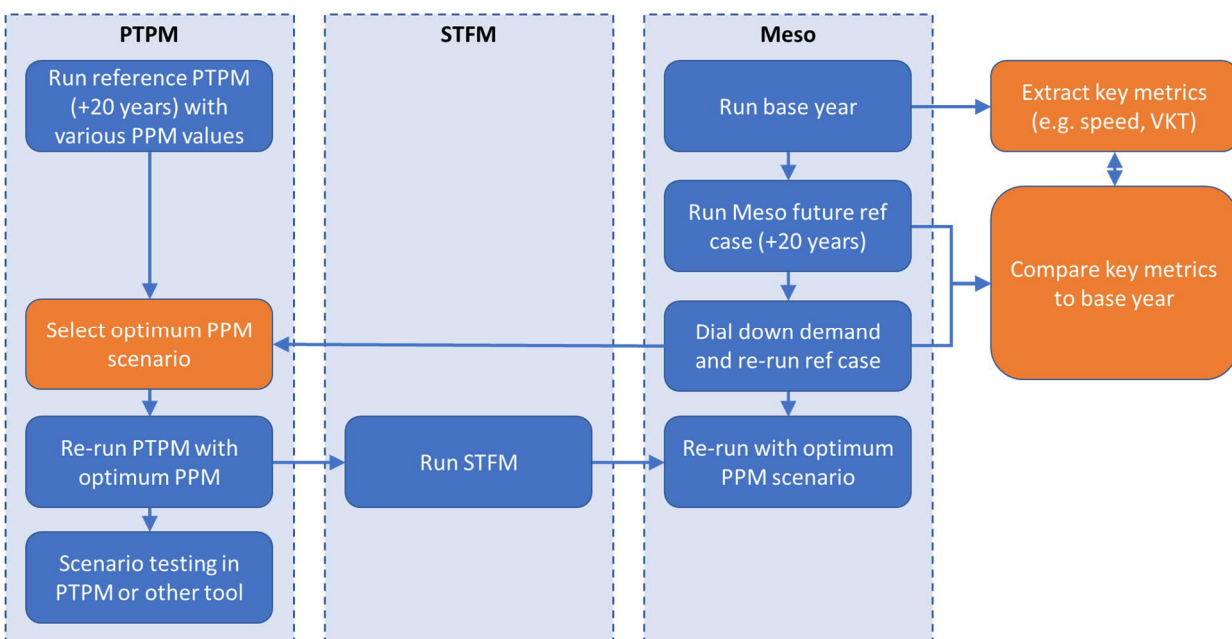 PTPM
Run reference PTPM
(+20 years) with
various PPM values
Select optimum PPM
scenario
Re-run PTPM with
optimum PPM
Scenario testing in
PTPM or other tool
STFM
Run STFM
Meso
Run base year
Run Meso future ref
case (+20 years)
Dial down demand
and re-run ref case
Re-run with optimum
PPM scenario
Extract key metrics
(e.g. speed, VKT)
Compare key metrics
to base year